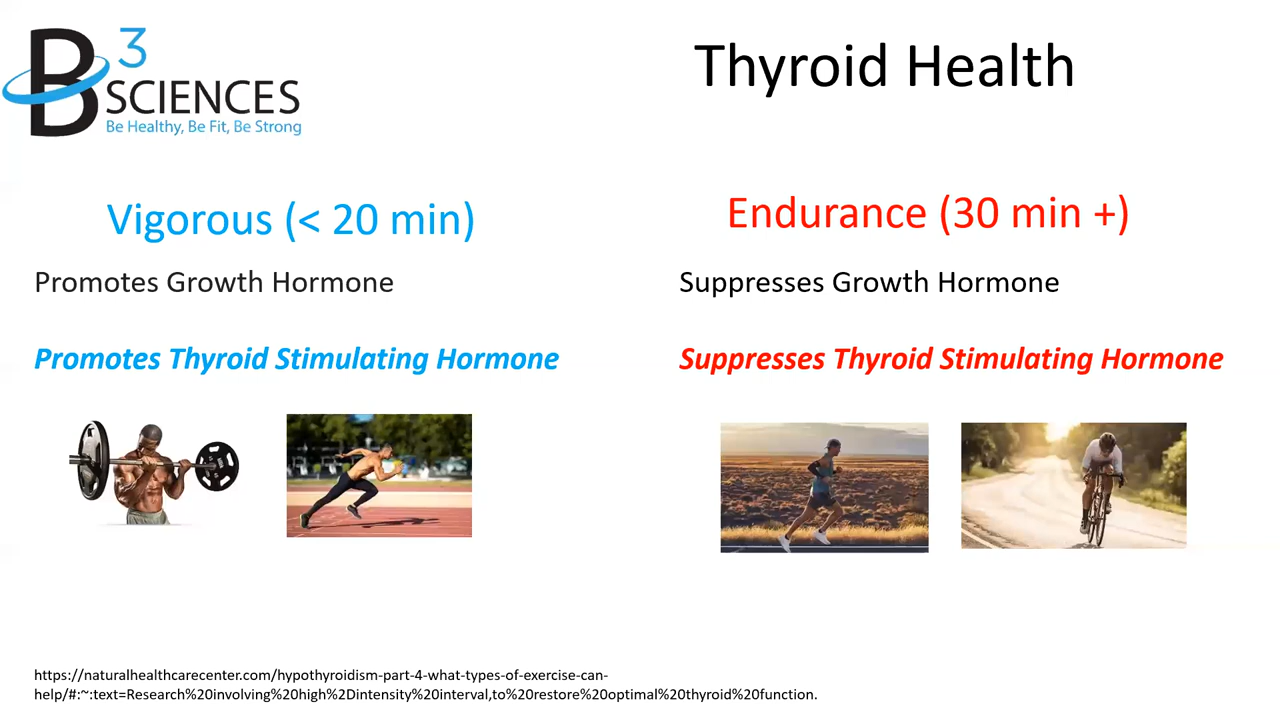 B3 SCIENCES
Be Healthy, Be Fit, Be Strong
Thyroid Health
Vigorous (< 20 min)
Promotes Growth Hormone
Promotes Thyroid Stimulating Hormone
Endurance (30 min +)
Suppresses Growth Hormone
Suppresses Thyroid Stimulating Hormone
https://naturalhealthcarecenter.com/hypothyroidism-part-4-what-types-of-exercise-can-
help/#:~:text=Research%20involving%20high%2Dintensity%20interval,to%20restore%20optimal%20thyroid%20function.